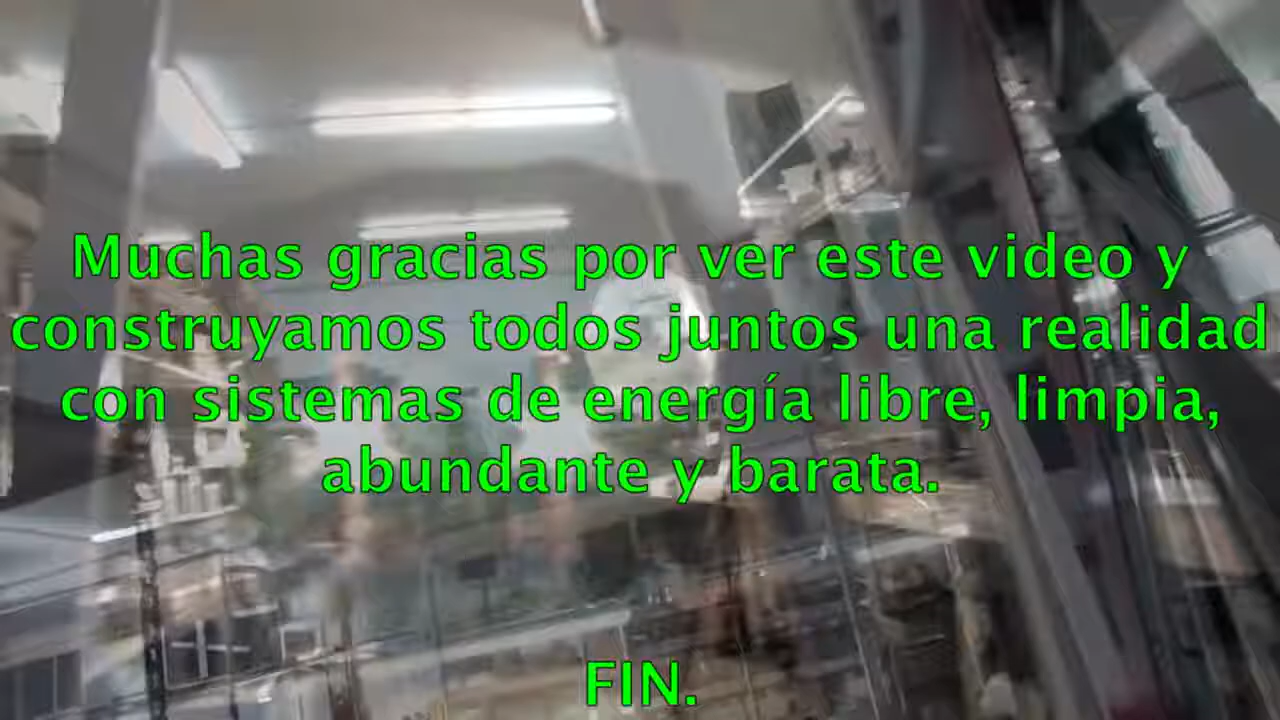 Muchas gracias por ver este video y
construyamos todos juntos una realidad
con sistemas de energía libre, limpia,
abundante y barata.
FIN.